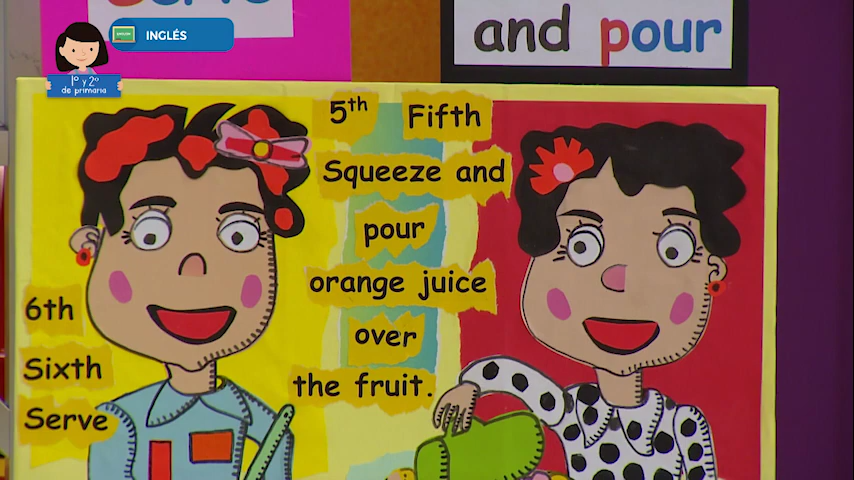 INGLÉS
1º y 2º
de primaria
and pour
5th Fifth
Squeeze and
pour
orange juice
over
the fruit.
6th
Sixth
Serve